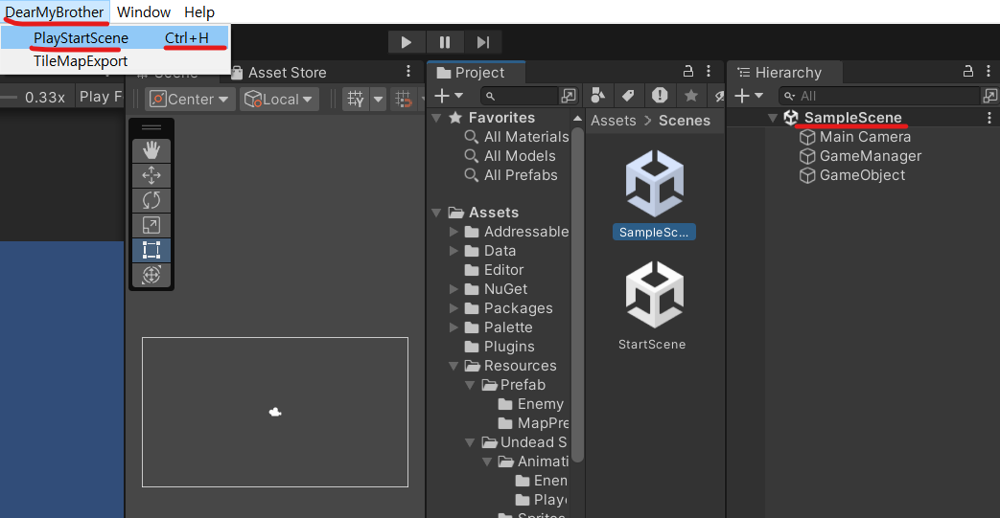 DearMyBrother Window Help
PlayStartScene Ctrl+H
TileMapExport
Asset Store
0.33x Play F
Center Local
Project
Favorites
All Materials
All Models
All Prefabs
Assets
Addressable
Data
Editor
NuGet
Packages
Palette
Plugins
Resources
Prefab
Enemy
MapPre
Undead S
Animati
Enem
Playe
Assets > Scenes
SampleSc...
StartScene
Hierarchy
All
SampleScene
Main Camera
GameManager
GameObject